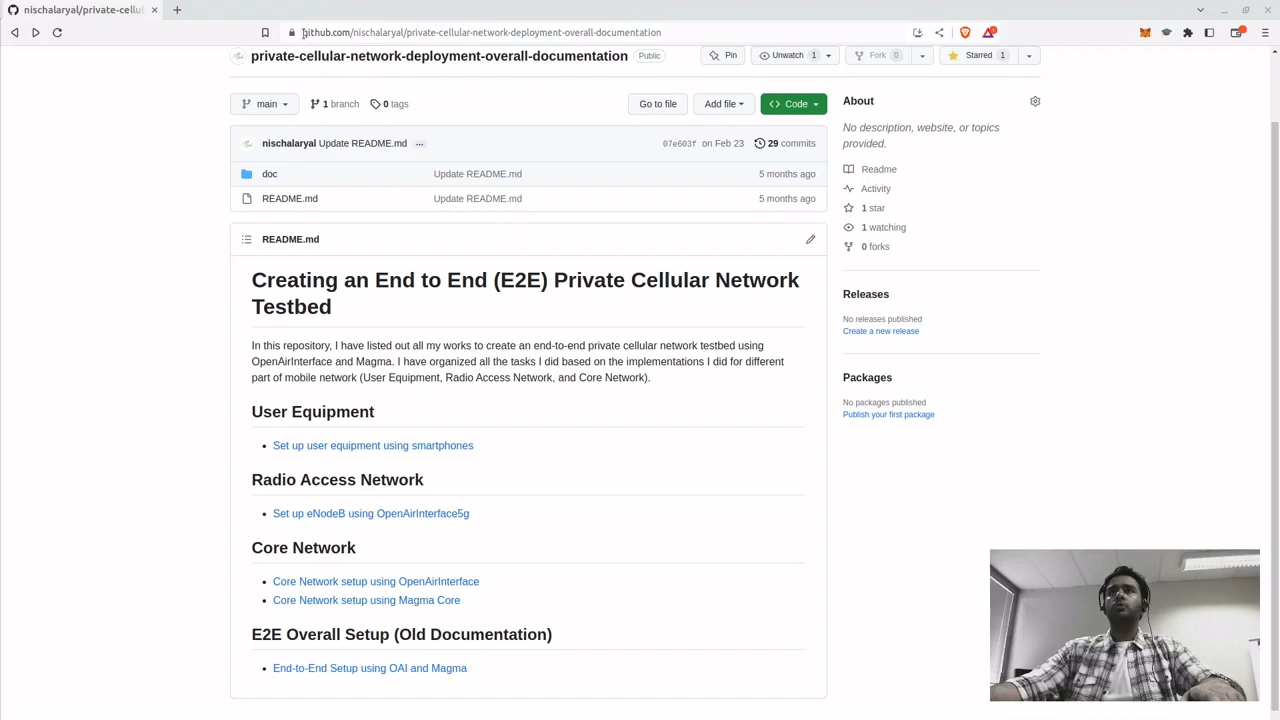 nischalaryal/private-cellu
github.com/nischalaryal/private-cellular-network-deployment-overall-documentation
private-cellular-network-deployment-overall-documentation
Public
Pin
Unwatch 1
Fork 0
Starred 1
main
1 branch
0 tags
Go to file
Add file
Code
nischalaryal Update README.md ...
07e603f on Feb 23
29 commits
doc
Update README.md
5 months ago
README.md
Update README.md
5 months ago
README.md
Creating an End to End (E2E) Private Cellular Network
Testbed
In this repository, I have listed out all my works to create an end-to-end private cellular network testbed using
OpenAirInterface and Magma. I have organized all the tasks I did based on the implementations I did for different
part of mobile network (User Equipment, Radio Access Network, and Core Network).
User Equipment
• Set up user equipment using smartphones
Radio Access Network
• Set up eNodeB using OpenAirInterface5g
Core Network
• Core Network setup using OpenAirInterface
• Core Network setup using Magma Core
E2E Overall Setup (Old Documentation)
• End-to-End Setup using OAI and Magma
About
No description, website, or topics
provided.
Readme
Activity
1 star
1 watching
0 forks
Releases
No releases published
Create a new release
Packages
No packages published
Publish your first package